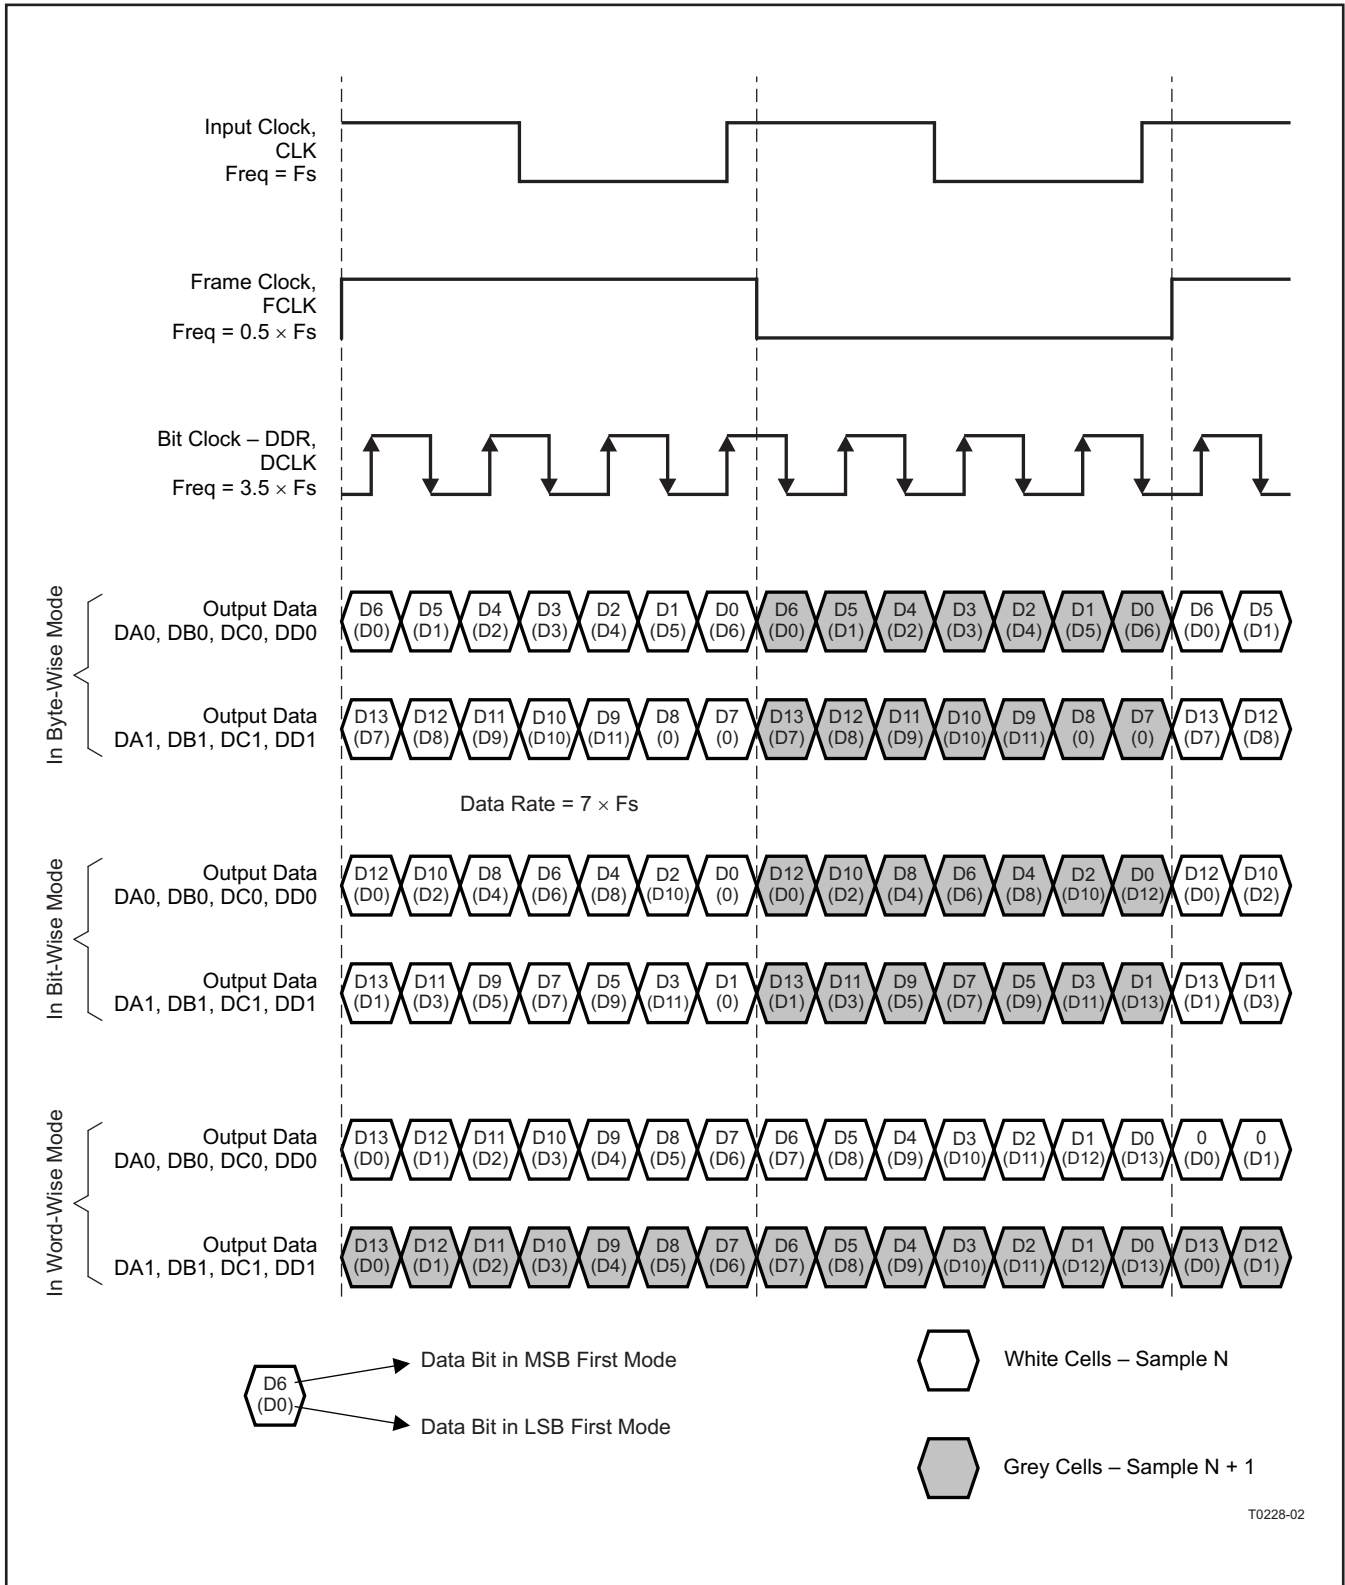 Input Clock,
CLK
Freq = Fs
Frame Clock,
FCLK
Freq = 0.5 × Fs
Bit Clock – DDR,
DCLK
Freq = 3.5 × Fs
In Byte-Wise Mode
Output Data
DA0, DB0, DC0, DD0
D6 D5 D4 D3 D2 D1 D0 D6 D5 D4 D3 D2 D1 D0 D6 D5
(D0) (D1) (D2) (D3) (D4) (D5) (D6) (D0) (D1) (D2) (D3) (D4) (D5) (D6) (D0) (D1)
Output Data
DA1, DB1, DC1, DD1
D13 D12 D11 D10 D9 D8 D7 D13 D12 D11 D10 D9 D8 D7 D13 D12
(D7) (D8) (D9) (D10) (D11) (0) (0) (D7) (D8) (D9) (D10) (D11) (0) (0) (D7) (D8)
Data Rate = 7 × Fs
In Bit-Wise Mode
Output Data
DA0, DB0, DC0, DD0
D12 D10 D8 D6 D4 D2 D0 D12 D10 D8 D6 D4 D2 D0 D12 D10
(D0) (D2) (D4) (D6) (D8) (D10) (0) (D0) (D2) (D4) (D6) (D8) (D10) (D12) (D0) (D2)
Output Data
DA1, DB1, DC1, DD1
D13 D11 D9 D7 D5 D3 D1 D13 D11 D9 D7 D5 D3 D1 D13 D11
(D1) (D3) (D5) (D7) (D9) (D11) (0) (D1) (D3) (D5) (D7) (D9) (D11) (D13) (D1) (D3)
In Word-Wise Mode
Output Data
DA0, DB0, DC0, DD0
D13 D12 D11 D10 D9 D8 D7 D6 D5 D4 D3 D2 D1 D0 0 0
(D0) (D1) (D2) (D3) (D4) (D5) (D6) (D7) (D8) (D9) (D10) (D11) (D12) (D13) (D0) (D1)
Output Data
DA1, DB1, DC1, DD1
D13 D12 D11 D10 D9 D8 D7 D6 D5 D4 D3 D2 D1 D0 D13 D12
(D0) (D1) (D2) (D3) (D4) (D5) (D6) (D7) (D8) (D9) (D10) (D11) (D12) (D13) (D0) (D1)
D6
(D0)
Data Bit in MSB First Mode
Data Bit in LSB First Mode
White Cells – Sample N
Grey Cells – Sample N + 1
T0228-02